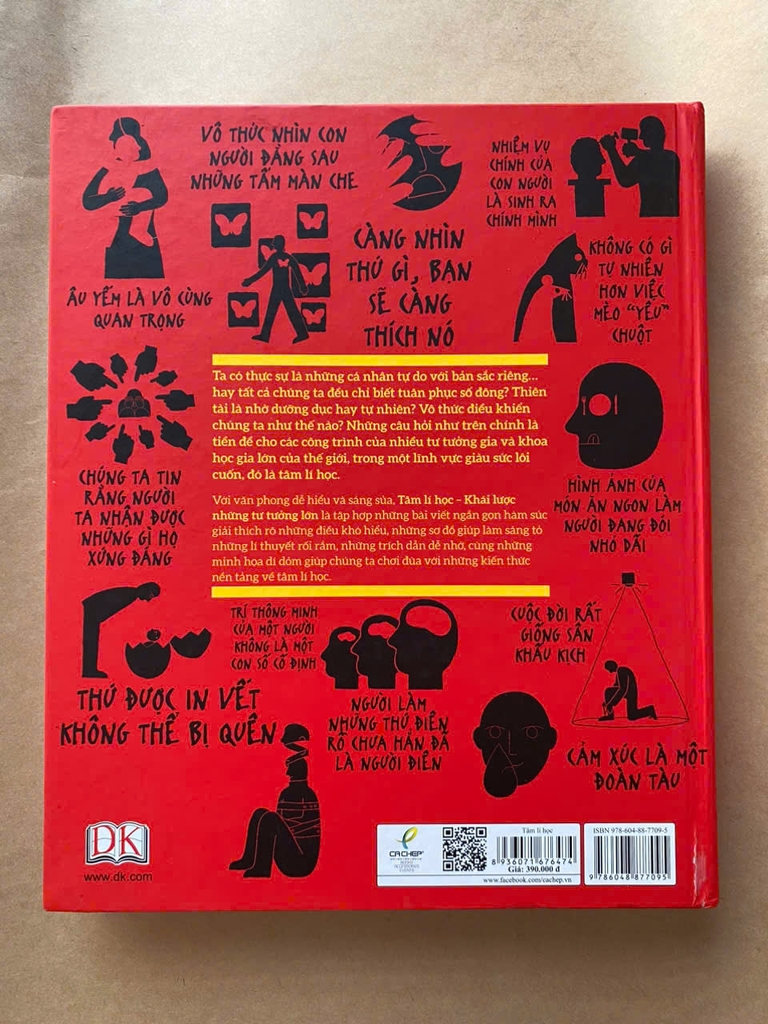 VÔ THỨC NHÌN CON
NGƯỜI ĐẰNG SAU
NHỮNG TẤM MÀN CHE
NHIỆM VỤ
CHÍNH CỦA
CON NGƯỜI
LÀ SINH RA
CHÍNH MÌNH
ÂU YẾM LÀ VÔ CÙNG
QUAN TRỌNG
CÀNG NHÌN
THỨ GÌ, BẠN
SẼ CÀNG
THÍCH NÓ
KHÔNG CÓ GÌ
TỰ NHIÊN
HƠN VIỆC
MÈO "YÊU"
CHUỘT
Ta có thực sự là những cá nhân tự do với bản sắc riêng...
hay tất cả chúng ta đều chỉ biết tuân phục số đông? Thiên
tài là nhờ dưỡng dục hay tự nhiên? Vô thức điều khiển
chúng ta như thế nào? Những câu hỏi như trên chính là
tiền đề cho các công trình của nhiều tư tưởng gia và khoa
học gia lớn của thế giới, trong một lĩnh vực giàu sức lôi
cuốn, đó là tâm lí học.
Với văn phong dễ hiểu và sáng sủa, Tâm lí học – Khái lược
những tư tưởng lớn là tập hợp những bài viết ngắn gọn hàm súc
giải thích rõ những điều khó hiểu, những sơ đồ giúp làm sáng tỏ
những lí thuyết rối rắm, những trích dẫn dễ nhớ, cùng những
minh họa dí dỏm giúp chúng ta chơi đùa với những kiến thức
nền tảng về tâm lí học.
CHÚNG TA TIN
RẰNG NGƯỜI
TA NHẬN ĐƯỢC
NHỮNG GÌ HỌ
XỨNG ĐÁNG
HÌNH ẢNH CỦA
MÓN ĂN NGON LÀM
NGƯỜI ĐANG ĐÓI
NHỎ DÃI
TRÍ THÔNG MINH
CỦA MỘT NGƯỜI
KHÔNG LÀ MỘT
CON SỐ CỐ ĐỊNH
CUỘC ĐỜI RẤT
GIỐNG SÂN
KHẤU KỊCH
THỨ ĐƯỢC IN VẾT
KHÔNG THỂ BỊ QUÊN
NGƯỜI LÀM
NHỮNG THỨ ĐIÊN
RỒ CHƯA HẲN ĐÃ
LÀ NGƯỜI ĐIÊN
CẢM XÚC LÀ MỘT
ĐOÀN TÀU
DK
www.dk.com
CACHEP
Tâm lí học
8 936071 676474
Giá: 390.000 đ
www.facebook.com/cachep.vn
ISBN 978-604-88-7709-5
9 786048 877095